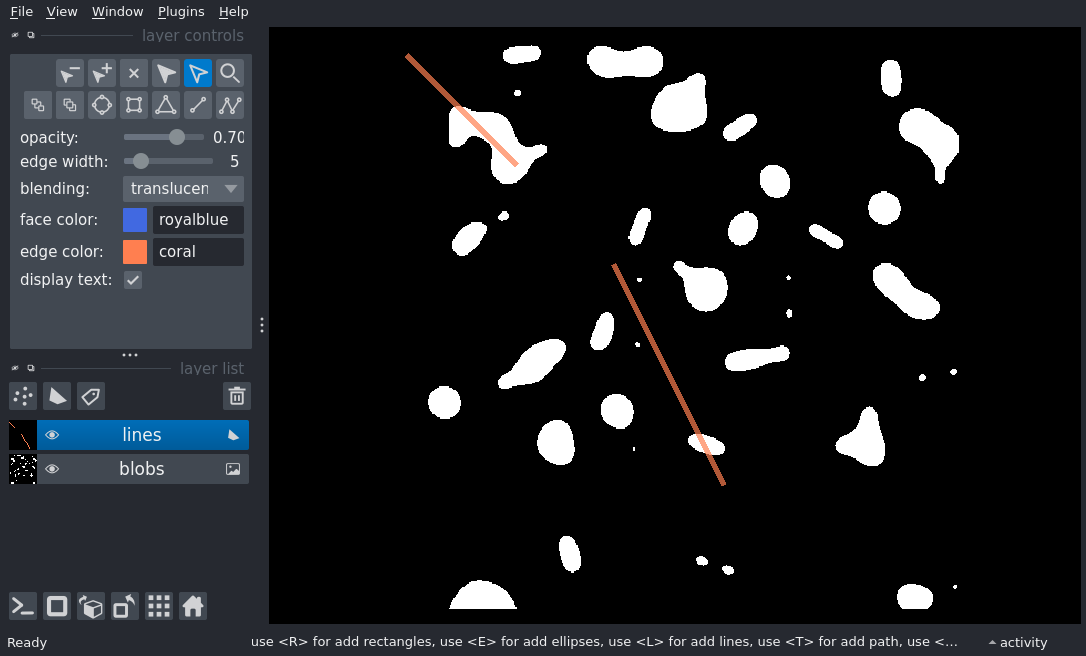 File View Window Plugins Help
layer controls
opacity: 0.70
edge width: 5
blending: translucen
face color: royalblue
edge color: coral
display text:
layer list
lines
blobs
Ready use <R> for add rectangles, use <E> for add ellipses, use <L> for add lines, use <T> for add path, use <... activity